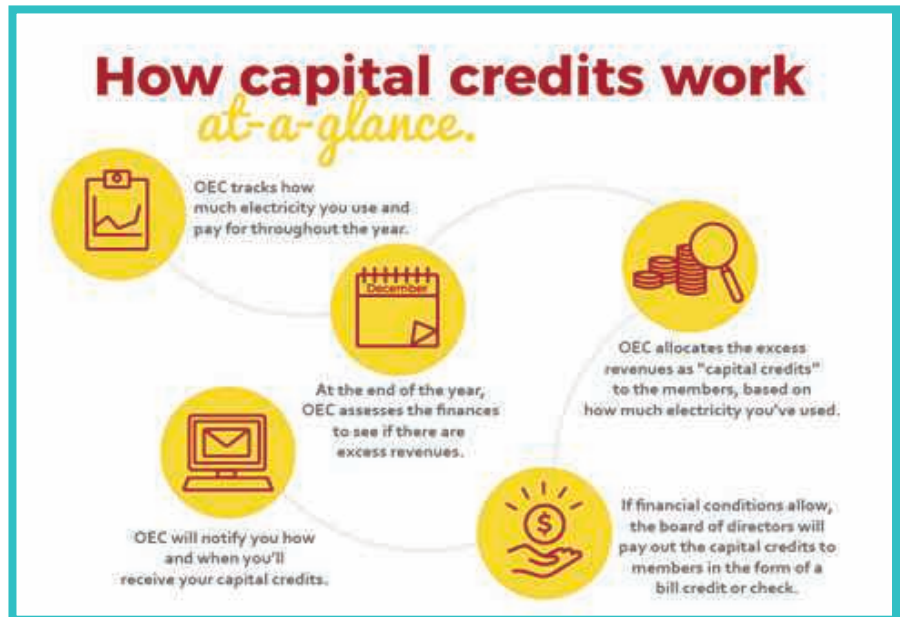 How capital credits work
at-a-glance.
OEC tracks how
much electricity you use and
pay for throughout the year.
December
At the end of the year,
OEC assesses the finances
to see if there are
excess revenues.
OEC allocates the excess
revenues as "capital credits"
to the members, based on
how much electricity you've used.
If financial conditions allow,
the board of directors will
pay out the capital credits to
members in the form of a
bill credit or check.
OEC will notify you how
and when you'll
receive your capital credits.